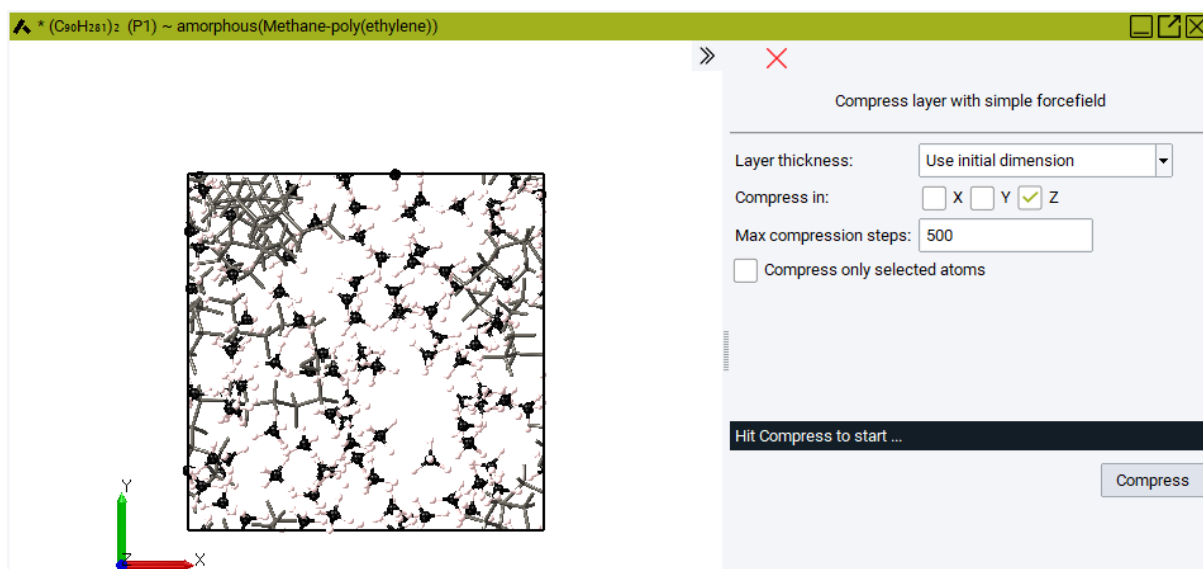 * (C₉₀H₂₈₁)₂ (P1) ~ amorphous(Methane-poly(ethylene))
Compress layer with simple forcefield
Layer thickness: Use initial dimension
Compress in: X Y Z
Max compression steps: 500
Compress only selected atoms
Hit Compress to start ...
Compress
Y
Z X